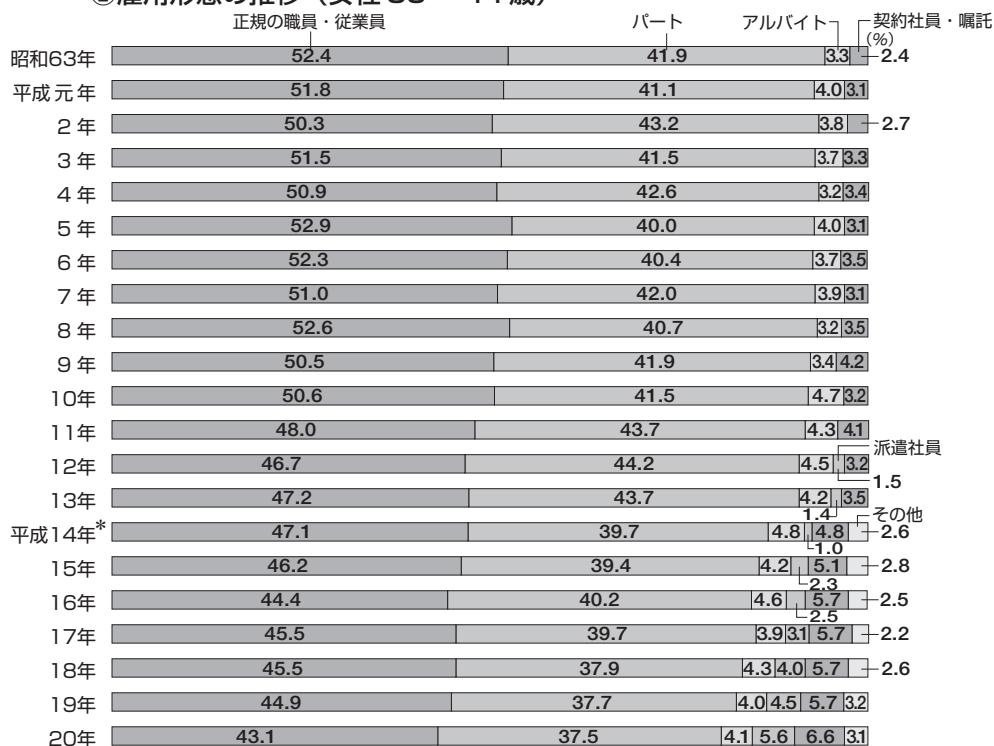 正規の職員・従業員 パート アルバイト 契約社員・嘱託
(%)
昭和63年 52.4 41.9 3.3 2.4
平成元年 51.8 41.1 4.0 3.1
2年 50.3 43.2 3.8 2.7
3年 51.5 41.5 3.7 3.3
4年 50.9 42.6 3.2 3.4
5年 52.9 40.0 4.0 3.1
6年 52.3 40.4 3.7 3.5
7年 51.0 42.0 3.9 3.1
8年 52.6 40.7 3.2 3.5
9年 50.5 41.9 3.4 4.2
10年 50.6 41.5 4.7 3.2
11年 48.0 43.7 4.3 4.1
派遣社員
12年 46.7 44.2 4.5 3.2
1.5
13年 47.2 43.7 4.2 3.5
1.4 その他
平成14年* 47.1 39.7 4.8 4.8 2.6
1.0
15年 46.2 39.4 4.2 5.1 2.8
2.3
16年 44.4 40.2 4.6 5.7 2.5
2.5
17年 45.5 39.7 3.9 3.1 5.7 2.2
18年 45.5 37.9 4.3 4.0 5.7 2.6
19年 44.9 37.7 4.0 4.5 5.7 3.2
20年 43.1 37.5 4.1 5.6 6.6 3.1